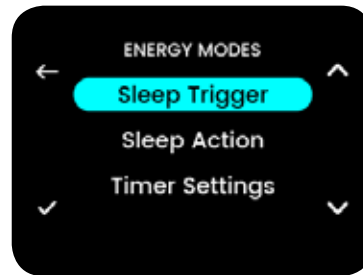 ENERGY MODES
Sleep Trigger
Sleep Action
Timer Settings